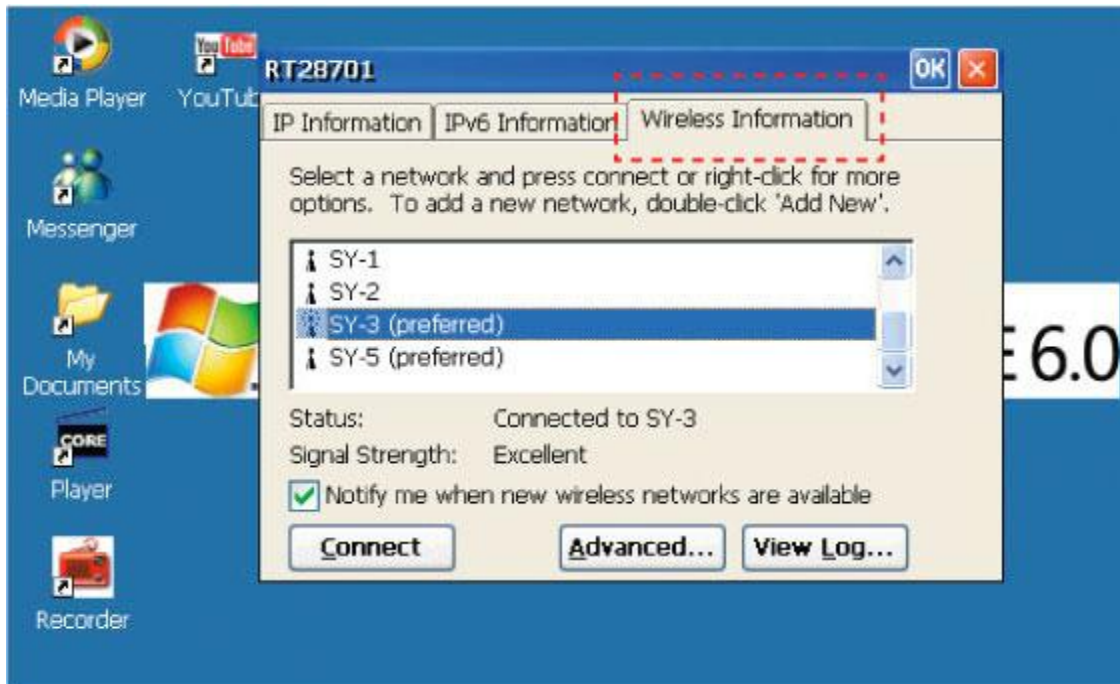 Media Player
YouTub
You Tube
Messenger
My
Documents
CORE
Player
Recorder
RT28701
OK
IP Information
IPv6 Information
Wireless Information
Select a network and press connect or right-click for more
options. To add a new network, double-click 'Add New'.
SY-1
SY-2
SY-3 (preferred)
SY-5 (preferred)
Status: Connected to SY-3
Signal Strength: Excellent
Notify me when new wireless networks are available
Connect
Advanced...
View Log...
E 6.0